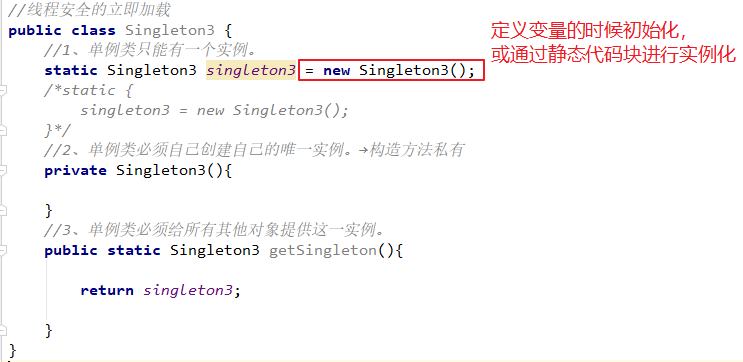 //线程安全的立即加载
public class Singleton3 {
//1、单例类只能有一个实例。
static Singleton3 singleton3 = new Singleton3();
定义变量的时候初始化,
或通过静态代码块进行实例化
/*static {
singleton3 = new Singleton3();
}*/
//2、单例类必须自己创建自己的唯一实例。→构造方法私有
private Singleton3(){
}
//3、单例类必须给所有其他对象提供这一实例。
public static Singleton3 getSingleton(){
return singleton3;
}
}